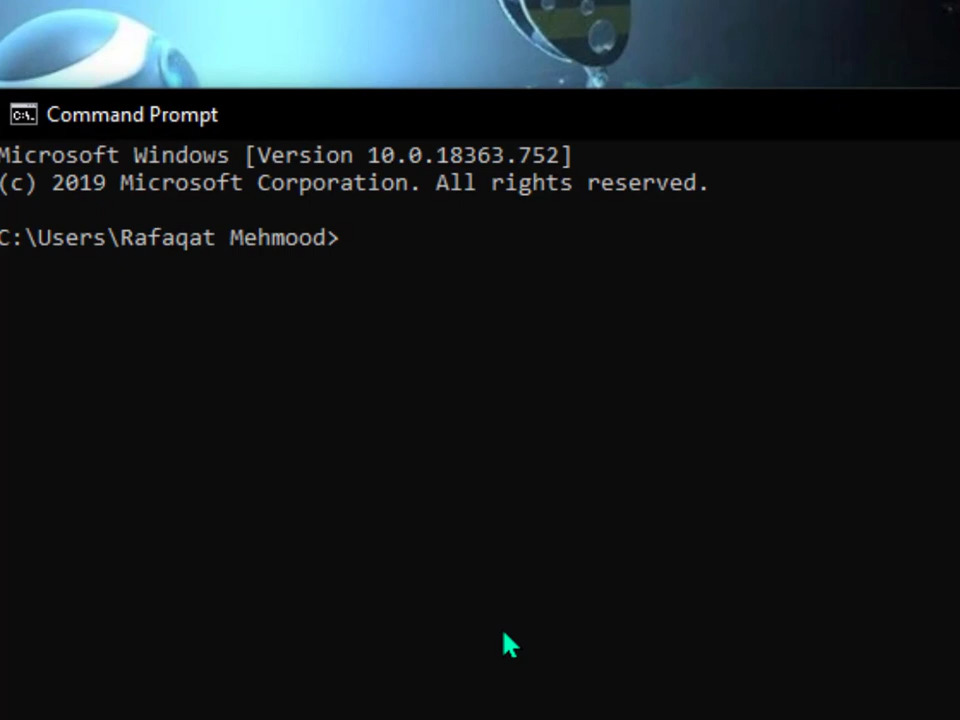 Command Prompt
Microsoft Windows [Version 10.0.18363.752]
(c) 2019 Microsoft Corporation. All rights reserved.
C:\Users\Rafaqat Mehmood>